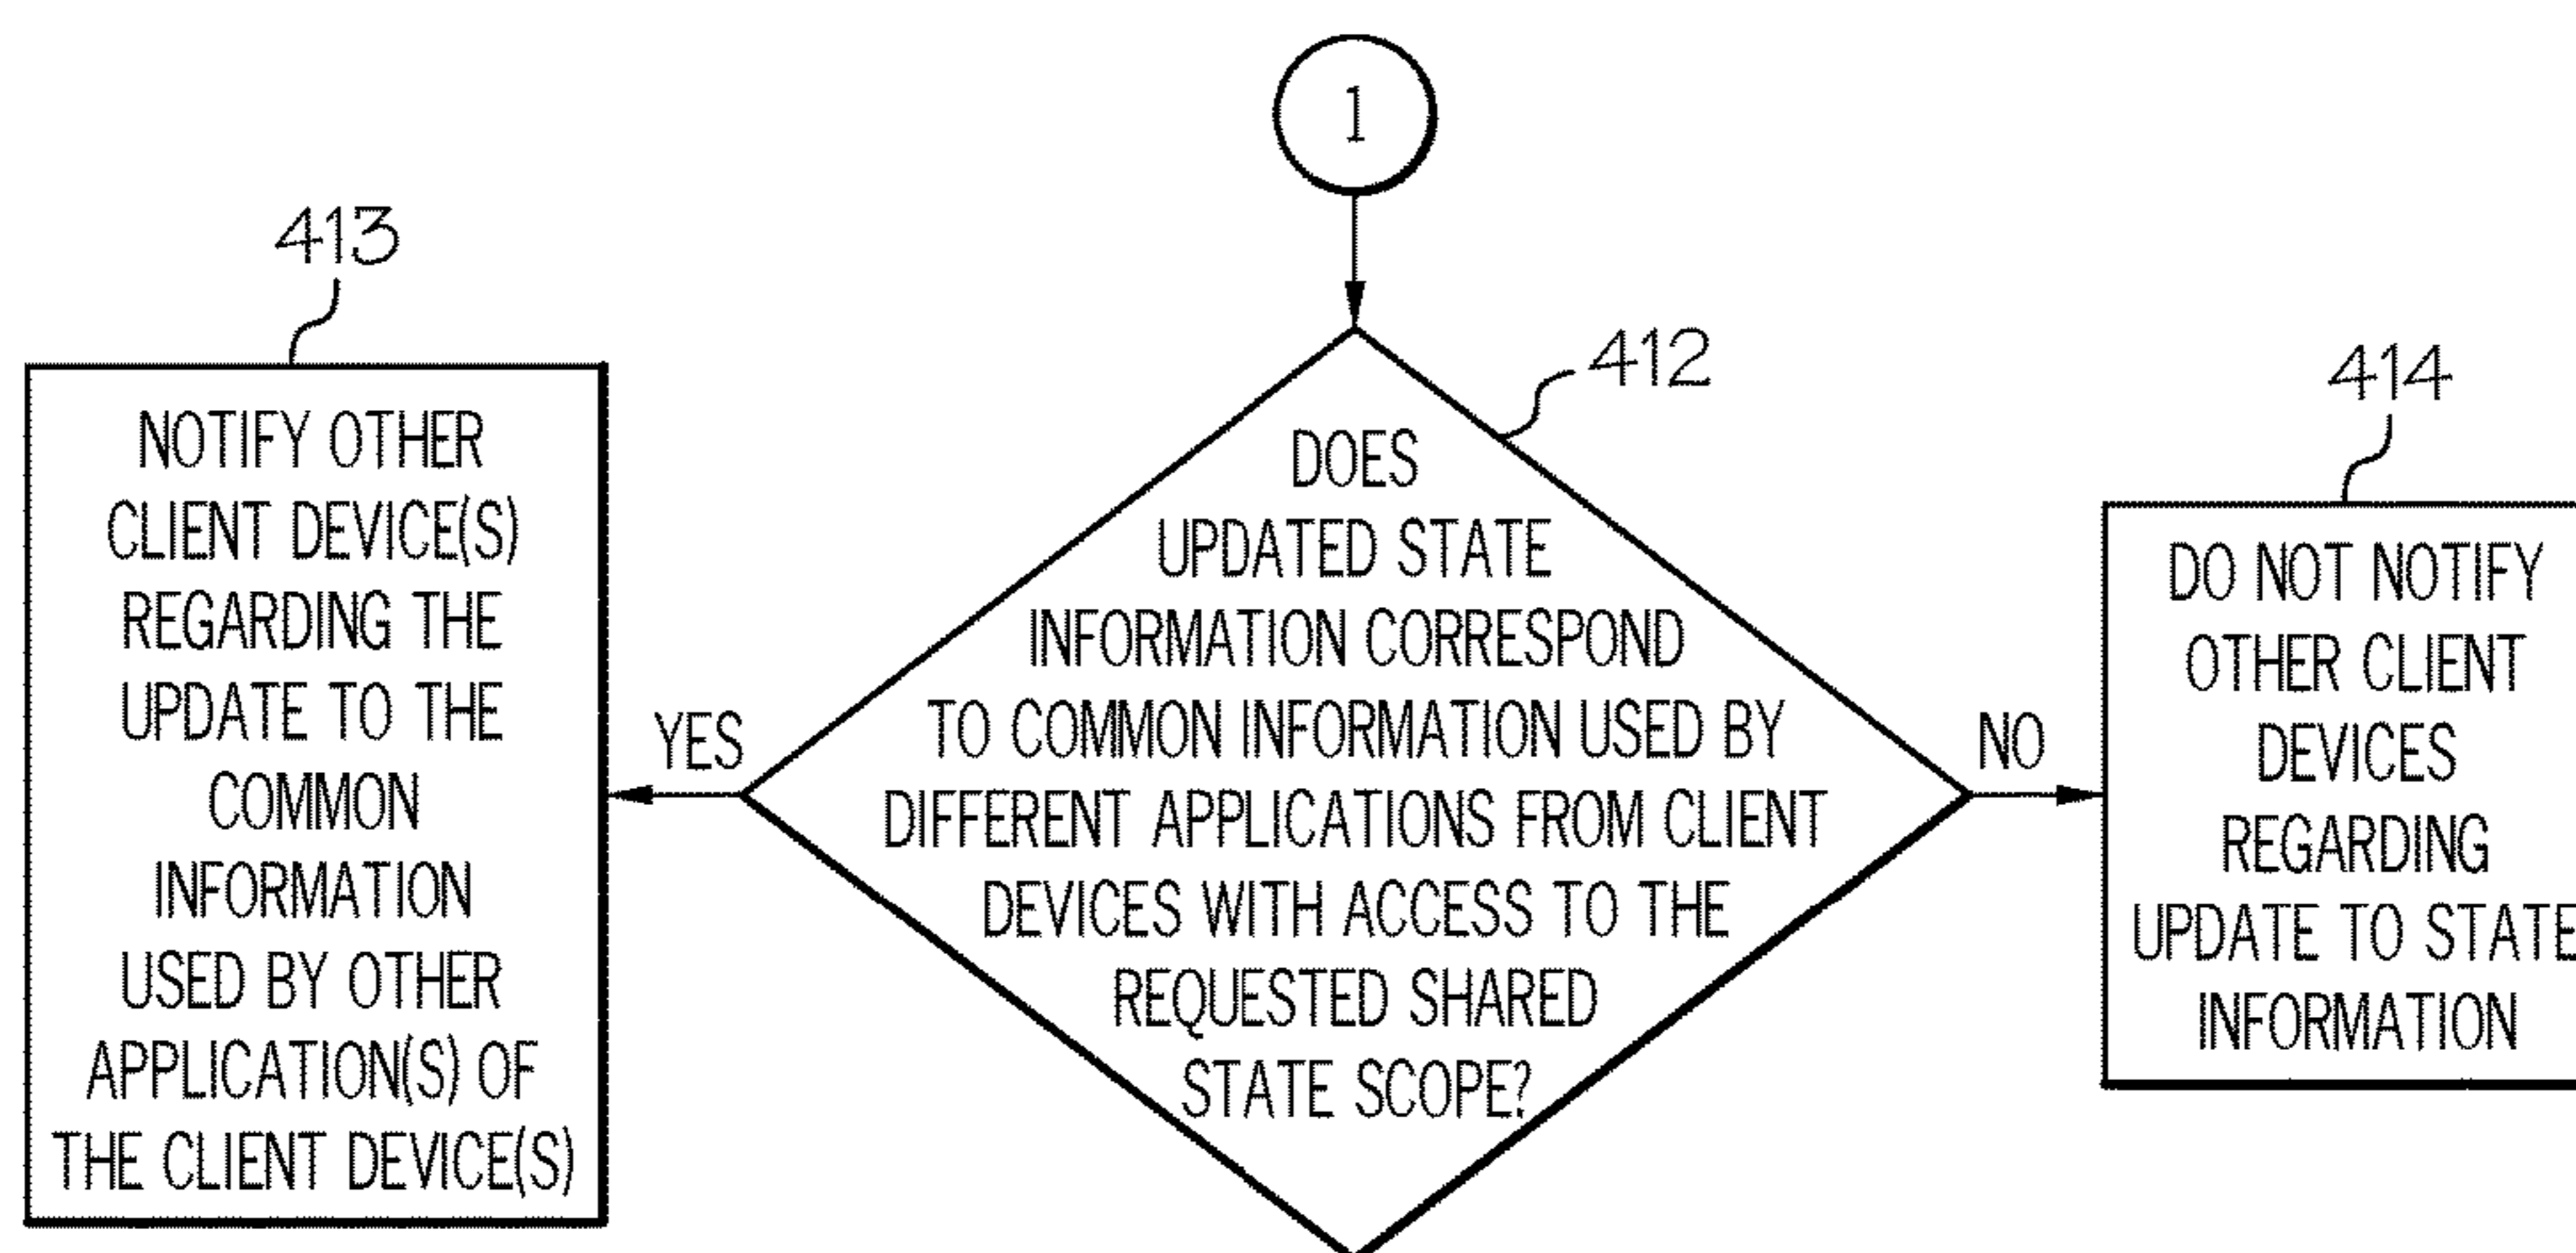 1
413
NOTIFY OTHER
CLIENT DEVICE(S)
REGARDING THE
UPDATE TO THE
COMMON
INFORMATION
USED BY OTHER
APPLICATION(S) OF
THE CLIENT DEVICE(S)
YES
412
DOES
UPDATED STATE
INFORMATION CORRESPOND
TO COMMON INFORMATION USED BY
DIFFERENT APPLICATIONS FROM CLIENT
DEVICES WITH ACCESS TO THE
REQUESTED SHARED
STATE SCOPE?
NO
414
DO NOT NOTIFY
OTHER CLIENT
DEVICES
REGARDING
UPDATE TO STATE
INFORMATION